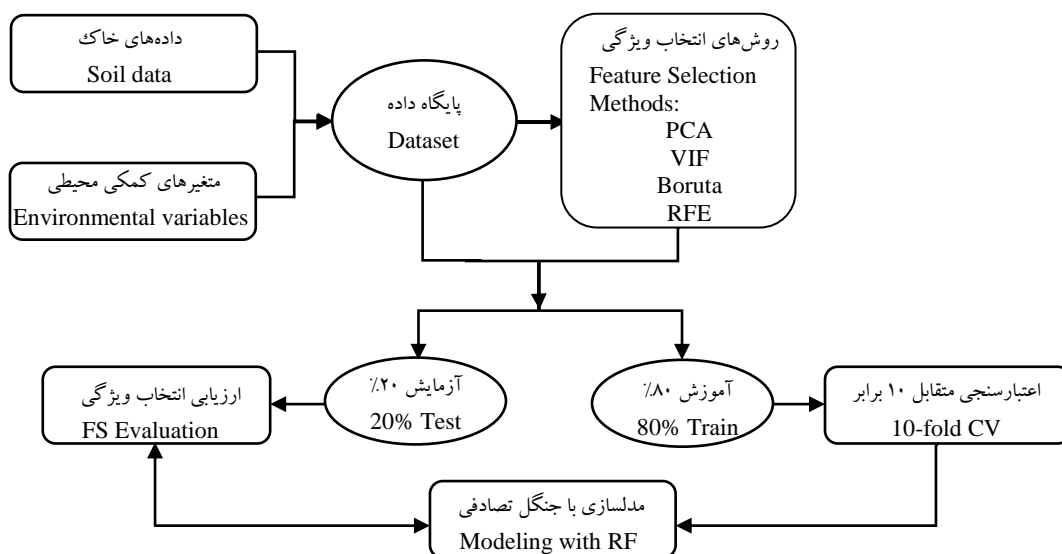 داده‌های خاک
Soil data
متغیرهای کمکی محیطی
Environmental variables
پایگاه داده
Dataset
روش‌های انتخاب ویژگی
Feature Selection
Methods:
PCA
VIF
Boruta
RFE
ارزیابی انتخاب ویژگی
FS Evaluation
آزمایش ۲۰٪
20% Test
آموزش ۸۰٪
80% Train
اعتبارسنجی متقابل ۱۰ برابر
10-fold CV
مدلسازی با جنگل تصادفی
Modeling with RF